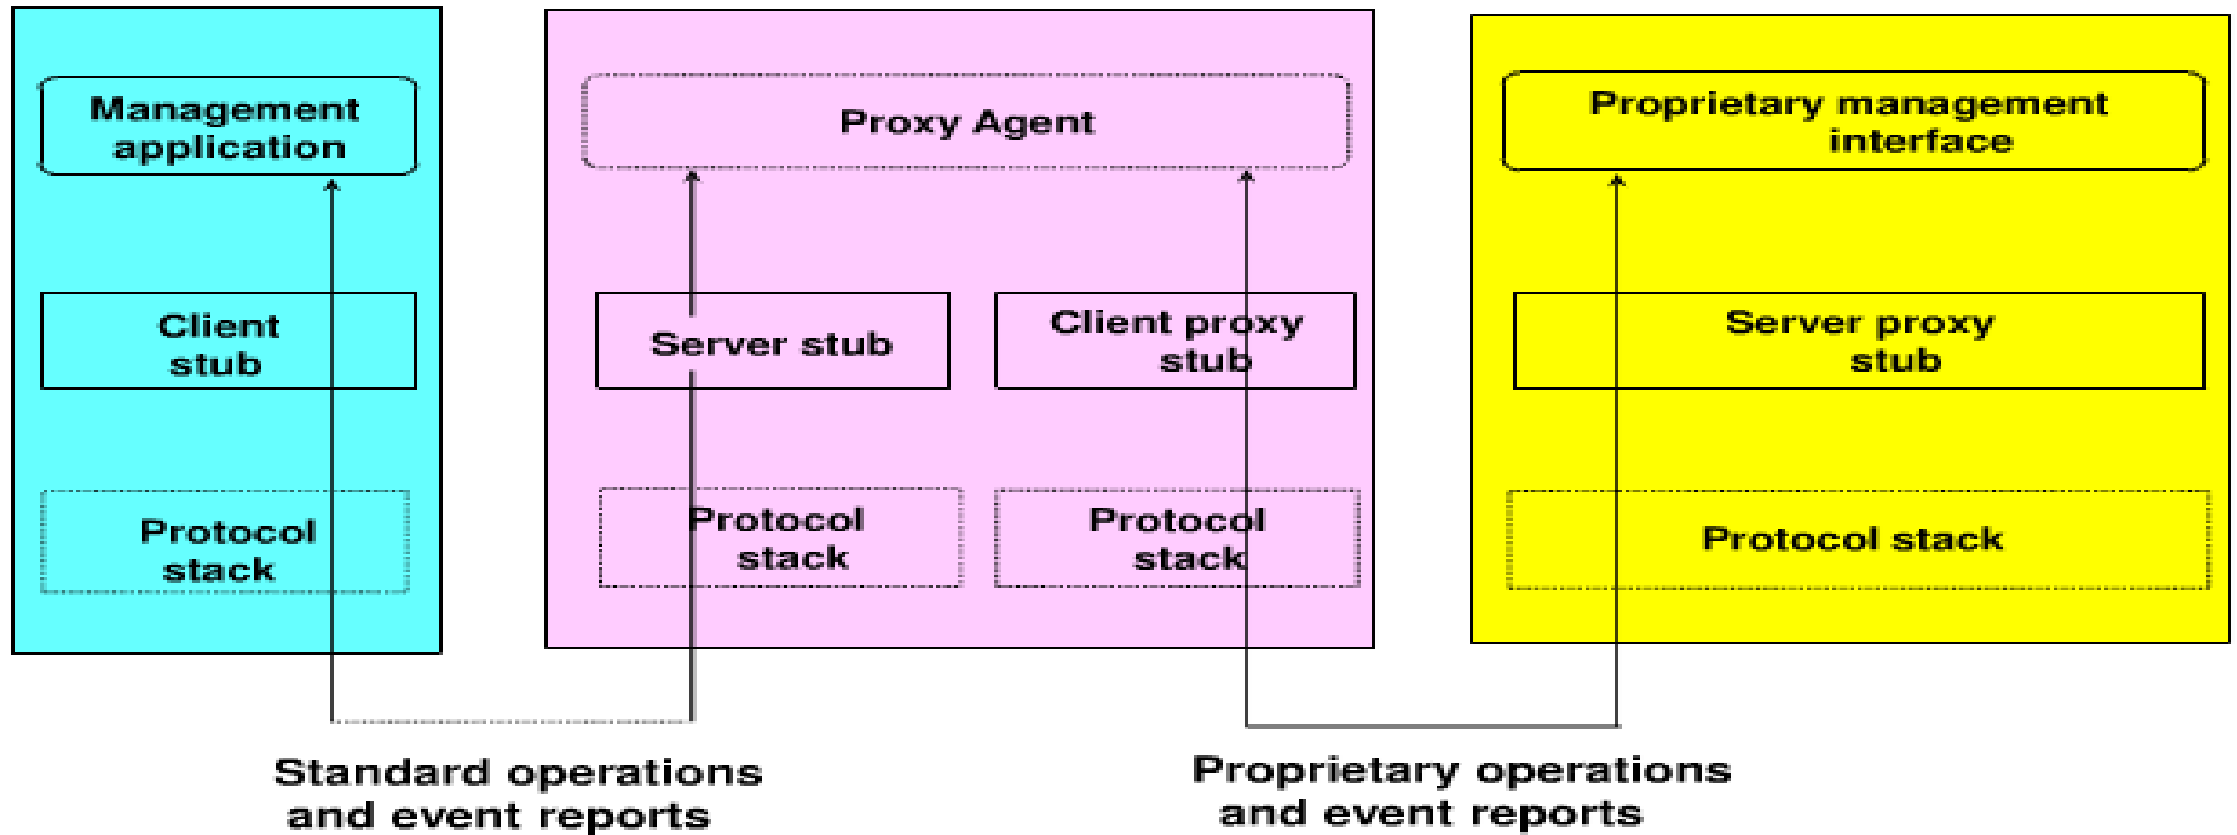 Management
application
Client
stub
Protocol
stack
Proxy Agent
Server stub
Client proxy
stub
Protocol
stack
Protocol
stack
Proprietary management
interface
Server proxy
stub
Protocol stack
Standard operations
and event reports
Proprietary operations
and event reports